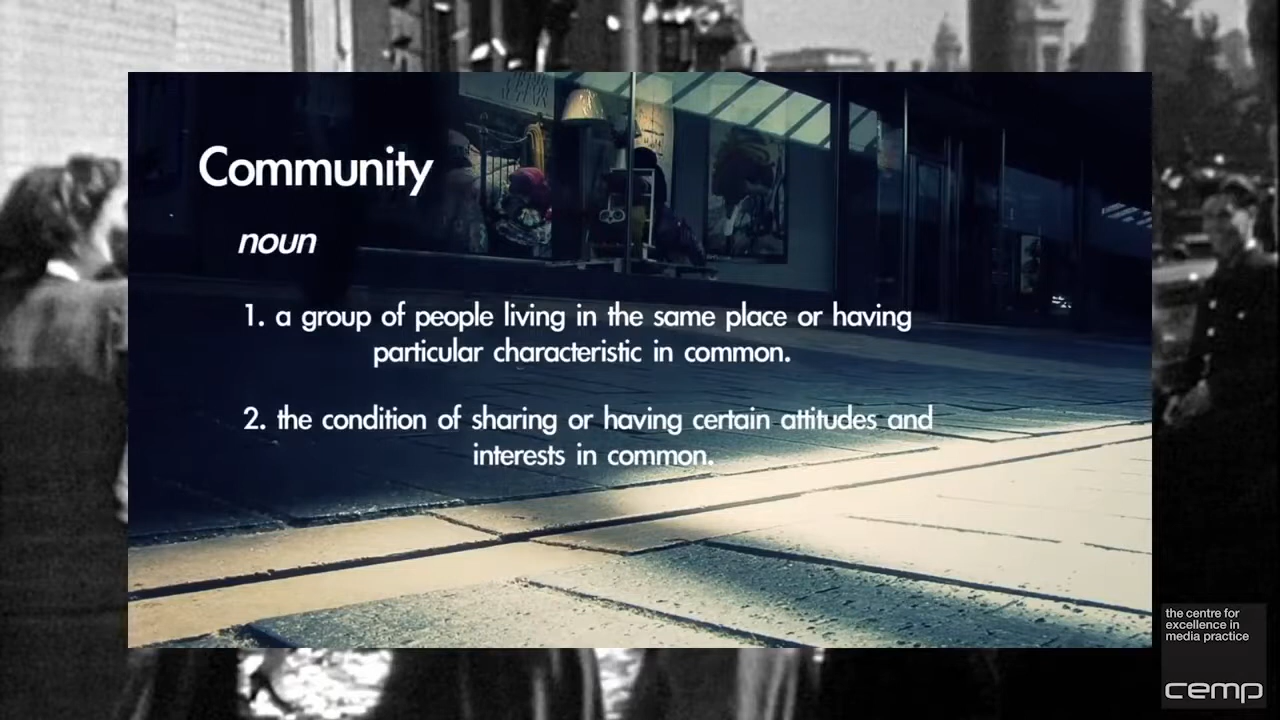 Community
noun
1. a group of people living in the same place or having
particular characteristic in common.
2. the condition of sharing or having certain attitudes and
interests in common.
the centre for
excellence in
media practice
cemp